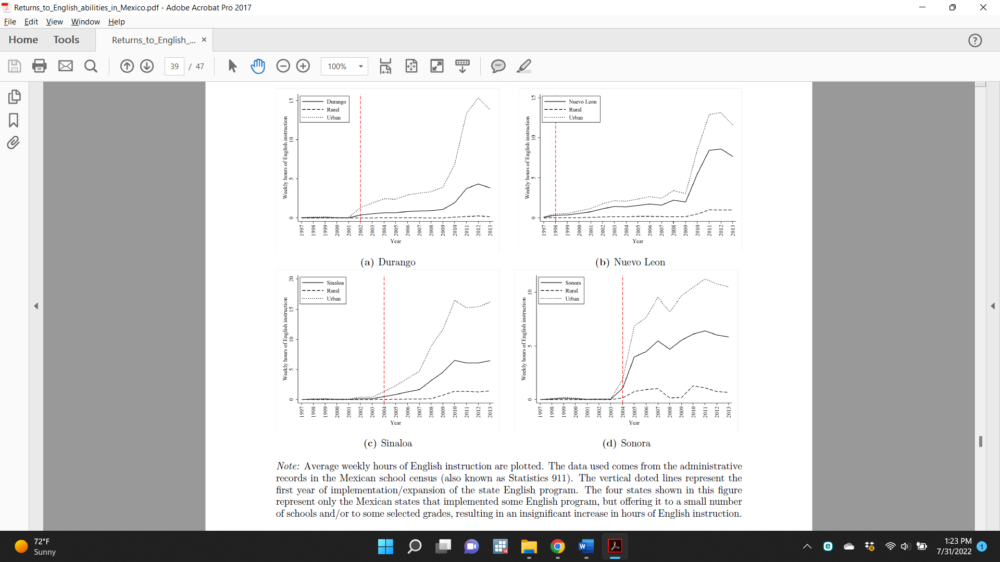 Returns_to_English_abilities_in_Mexico.pdf - Adobe Acrobat Pro 2017
File Edit View Window Help
Home Tools Returns_to_English_... ×
39 / 47 100%
Durango
Rural
Urban
Weekly hours of English instruction
0 5 10 15
1997 1998 1999 2000 2001 2002 2003 2004 2005 2006 2007 2008 2009 2010 2011 2012 2013
Year
(a) Durango
Nuevo Leon
Rural
Urban
Weekly hours of English instruction
0 5 10 15
1997 1998 1999 2000 2001 2002 2003 2004 2005 2006 2007 2008 2009 2010 2011 2012 2013
Year
(b) Nuevo Leon
Sinaloa
Rural
Urban
Weekly hours of English instruction
0 5 10 15 20
1997 1998 1999 2000 2001 2002 2003 2004 2005 2006 2007 2008 2009 2010 2011 2012 2013
Year
(c) Sinaloa
Sonora
Rural
Urban
Weekly hours of English instruction
0 5 10
1997 1998 1999 2000 2001 2002 2003 2004 2005 2006 2007 2008 2009 2010 2011 2012 2013
Year
(d) Sonora
Note: Average weekly hours of English instruction are plotted. The data used comes from the administrative
records in the Mexican school census (also known as Statistics 911). The vertical doted lines represent the
first year of implementation/expansion of the state English program. The four states shown in this figure
represent only the Mexican states that implemented some English program, but offering it to a small number
of schools and/or to some selected grades, resulting in an insignificant increase in hours of English instruction.
72°F
Sunny
14
W
1:23 PM
7/31/2022
1